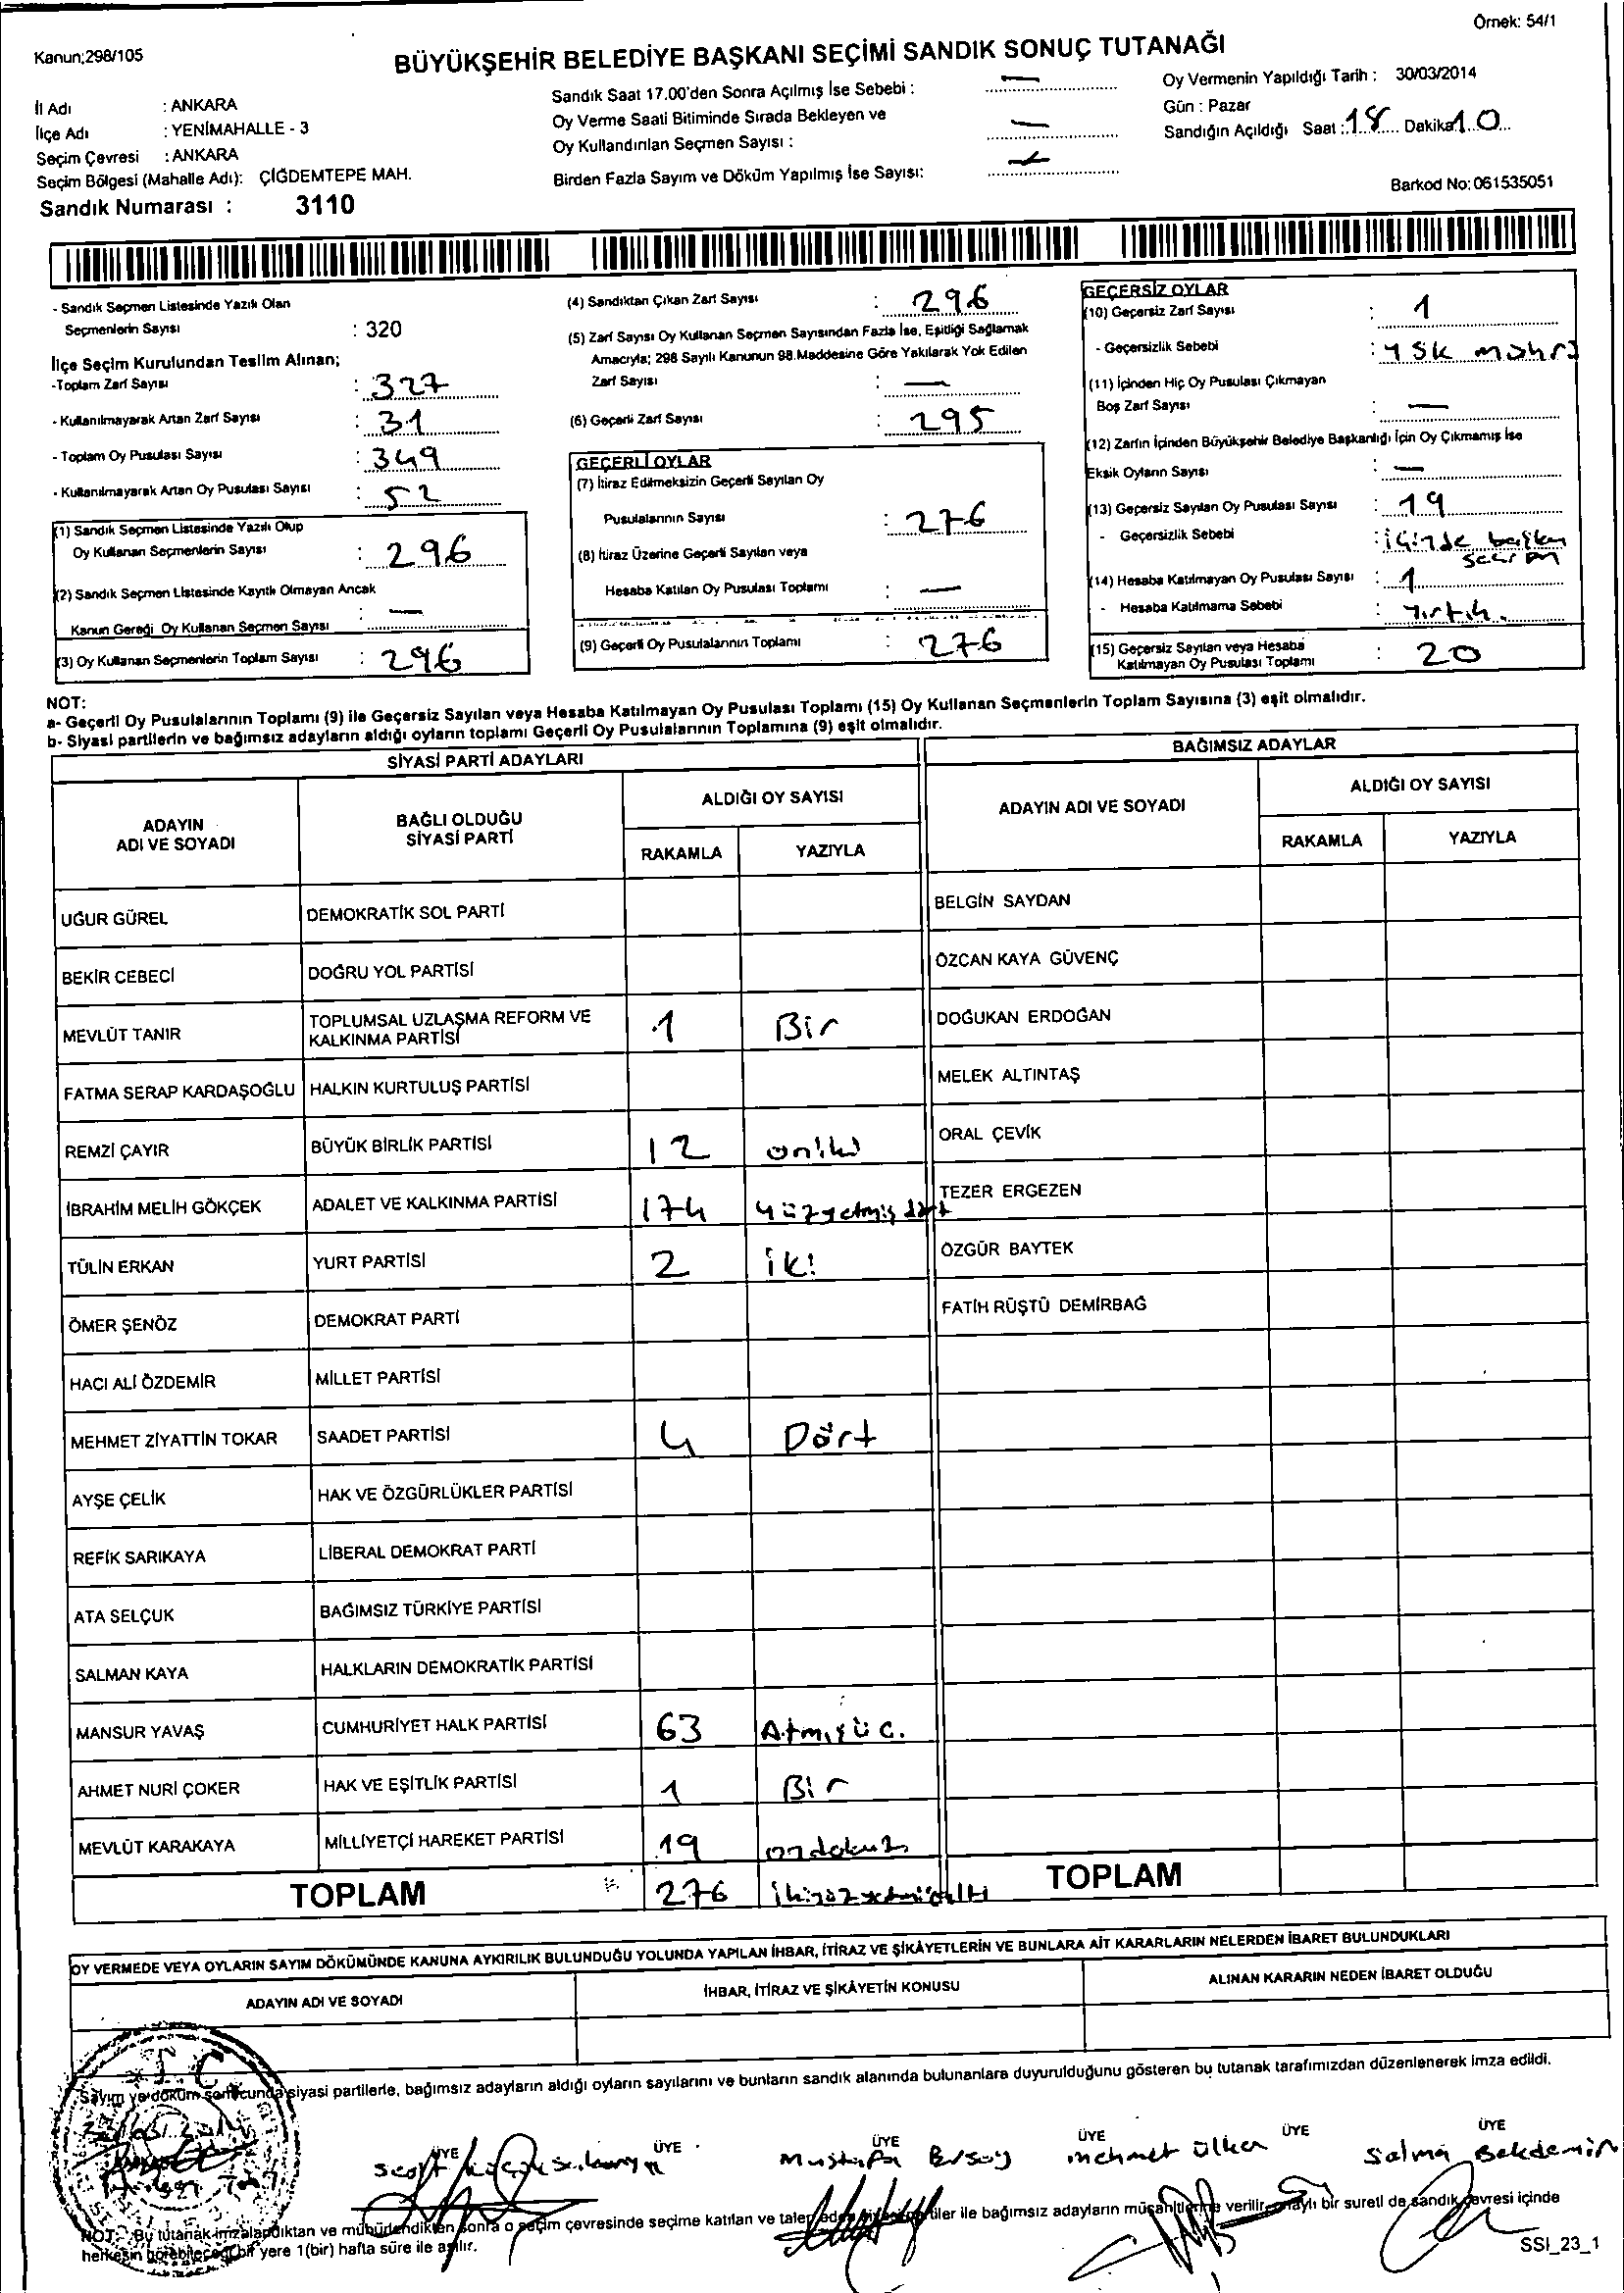 Örnek: 54/1
Kanun;298/105
BÜYÜKŞEHİR BELEDİYE BAŞKANI SEÇİMİ SANDIK SONUÇ TUTANAĞI
İl Adı : ANKARA
İlçe Adı : YENİMAHALLE - 3
Seçim Çevresi : ANKARA
Seçim Bölgesi (Mahalle Adı): ÇİĞDEMTEPE MAH.
Sandık Numarası : 3110
Sandık Saat 17.00'den Sonra Açılmış İse Sebebi : —
Oy Verme Saati Bitiminde Sırada Bekleyen ve
Oy Kullandırılan Seçmen Sayısı : —
Birden Fazla Sayım ve Döküm Yapılmış İse Sayısı: —
Oy Vermenin Yapıldığı Tarih : 30/03/2014
Gün : Pazar
Sandığın Açıldığı Saat : 18 Dakika 10
Barkod No: 061535051
- Sandık Seçmen Listesinde Yazılı Olan
Seçmenlerin Sayısı : 320
İlçe Seçim Kurulundan Teslim Alınan;
-Toplam Zarf Sayısı : 327
- Kullanılmayarak Artan Zarf Sayısı : 31
- Toplam Oy Pusulası Sayısı : 349
- Kullanılmayarak Artan Oy Pusulası Sayısı : 52
(1) Sandık Seçmen Listesinde Yazılı Olup
Oy Kullanan Seçmenlerin Sayısı : 296
(2) Sandık Seçmen Listesinde Kayıtlı Olmayan Ancak
Kanun Gereği Oy Kullanan Seçmen Sayısı : —
(3) Oy Kullanan Seçmenlerin Toplam Sayısı : 296
(4) Sandıktan Çıkan Zarf Sayısı : 296
(5) Zarf Sayısı Oy Kullanan Seçmen Sayısından Fazla İse, Eşitliği Sağlamak
Amacıyla; 298 Sayılı Kanunun 98.Maddesine Göre Yakılarak Yok Edilen
Zarf Sayısı : —
(6) Geçerli Zarf Sayısı : 295
GEÇERLİ OYLAR
(7) İtiraz Edilmeksizin Geçerli Sayılan Oy
Pusulalarının Sayısı : 276
(8) İtiraz Üzerine Geçerli Sayılan veya
Hesaba Katılan Oy Pusulası Toplamı : —
(9) Geçerli Oy Pusulalarının Toplamı : 276
GEÇERSİZ OYLAR
(10) Geçersiz Zarf Sayısı : 1
- Geçersizlik Sebebi : YSK
(11) İçinden Hiç Oy Pusulası Çıkmayan
Boş Zarf Sayısı : —
(12) Zarfın İçinden Büyükşehir Belediye Başkanlığı İçin Oy Çıkmamış İse
Eksik Oyların Sayısı : —
(13) Geçersiz Sayılan Oy Pusulası Sayısı : 19
- Geçersizlik Sebebi : içinde başka
(14) Hesaba Katılmayan Oy Pusulası Sayısı : 1
- Hesaba Katılmama Sebebi : yırtık.
(15) Geçersiz Sayılan veya Hesaba
Katılmayan Oy Pusulası Toplamı : 20
NOT:
a- Geçerli Oy Pusulalarının Toplamı (9) ile Geçersiz Sayılan veya Hesaba Katılmayan Oy Pusulası Toplamı (15) Oy Kullanan Seçmenlerin Toplam Sayısına (3) eşit olmalıdır.
b- Siyasi partilerin ve bağımsız adayların aldığı oyların toplamı Geçerli Oy Pusulalarının Toplamına (9) eşit olmalıdır.
SİYASİ PARTİ ADAYLARI
ADAYIN ADI VE SOYADI
BAĞLI OLDUĞU SİYASİ PARTİ
ALDIĞI OY SAYISI
RAKAMLA YAZIYLA
UĞUR GÜREL DEMOKRATİK SOL PARTİ
BEKİR CEBECİ DOĞRU YOL PARTİSİ
MEVLÜT TANIR TOPLUMSAL UZLAŞMA REFORM VE KALKINMA PARTİSİ 1 Bir
FATMA SERAP KARDAŞOĞLU HALKIN KURTULUŞ PARTİSİ
REMZİ ÇAYIR BÜYÜK BİRLİK PARTİSİ 12 oniki
İBRAHİM MELİH GÖKÇEK ADALET VE KALKINMA PARTİSİ 174 yüzyetmiş dört
TÜLİN ERKAN YURT PARTİSİ 2 iki
ÖMER ŞENÖZ DEMOKRAT PARTİ
HACI ALİ ÖZDEMİR MİLLET PARTİSİ
MEHMET ZİYATTİN TOKAR SAADET PARTİSİ 4 Dört
AYŞE ÇELİK HAK VE ÖZGÜRLÜKLER PARTİSİ
REFİK SARIKAYA LİBERAL DEMOKRAT PARTİ
ATA SELÇUK BAĞIMSIZ TÜRKİYE PARTİSİ
SALMAN KAYA HALKLARIN DEMOKRATİK PARTİSİ
MANSUR YAVAŞ CUMHURİYET HALK PARTİSİ 63 Atmışüc.
AHMET NURİ ÇOKER HAK VE EŞİTLİK PARTİSİ 1 Bir
MEVLÜT KARAKAYA MİLLİYETÇİ HAREKET PARTİSİ 19 ondokuz
TOPLAM 276 ikiyüzyetmişaltı
BAĞIMSIZ ADAYLAR
ADAYIN ADI VE SOYADI
ALDIĞI OY SAYISI
RAKAMLA YAZIYLA
BELGİN SAYDAN
ÖZCAN KAYA GÜVENÇ
DOĞUKAN ERDOĞAN
MELEK ALTINTAŞ
ORAL ÇEVİK
TEZER ERGEZEN
ÖZGÜR BAYTEK
FATİH RÜŞTÜ DEMİRBAĞ
TOPLAM
OY VERMEDE VEYA OYLARIN SAYIM DÖKÜMÜNDE KANUNA AYKIRILIK BULUNDUĞU YOLUNDA YAPILAN İHBAR, İTİRAZ VE ŞİKÂYETLERİN VE BUNLARA AİT KARARLARIN NELERDEN İBARET BULUNDUKLARI
ADAYIN ADI VE SOYADI
İHBAR, İTİRAZ VE ŞİKÂYETİN KONUSU
ALINAN KARARIN NEDEN İBARET OLDUĞU
T.C
Sayım ve döküm sonucunda siyasi partilerle, bağımsız adayların aldığı oyların sayılarını ve bunların sandık alanında bulunanlara duyurulduğunu gösteren bu tutanak tarafımızdan düzenlenerek imza edildi.
ÜYE ÜYE ÜYE ÜYE ÜYE ÜYE
Mustafa Ersoy mehmet ülker Selma
NOT: Bu tutanak imzalandıktan ve mühürlendikten sonra o seçim çevresinde seçime katılan ve talep eden siyasi partiler ile bağımsız adayların müşahitlerine verilir, onaylı bir sureti de sandık çevresi içinde
herkesin görebileceği bir yere 1(bir) hafta süre ile asılır.
SSI_23_1